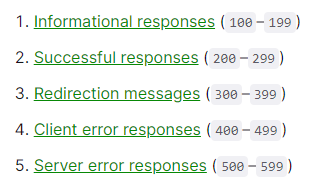 1. Informational responses (100–199)
2. Successful responses (200–299)
3. Redirection messages (300–399)
4. Client error responses (400–499)
5. Server error responses (500–599)